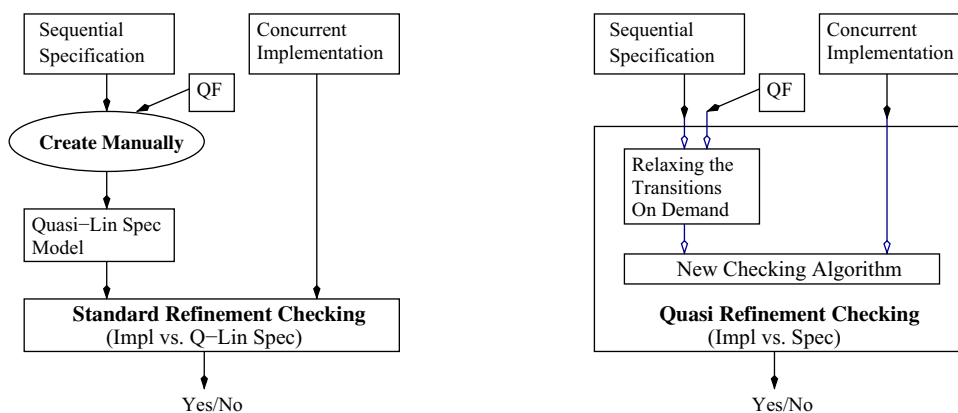 Sequential
Specification
Concurrent
Implementation
QF
Create Manually
Quasi−Lin Spec
Model
Standard Refinement Checking
(Impl vs. Q−Lin Spec)
Yes/No
Sequential
Specification
Concurrent
Implementation
QF
Relaxing the
Transitions
On Demand
New Checking Algorithm
Quasi Refinement Checking
(Impl vs. Spec)
Yes/No